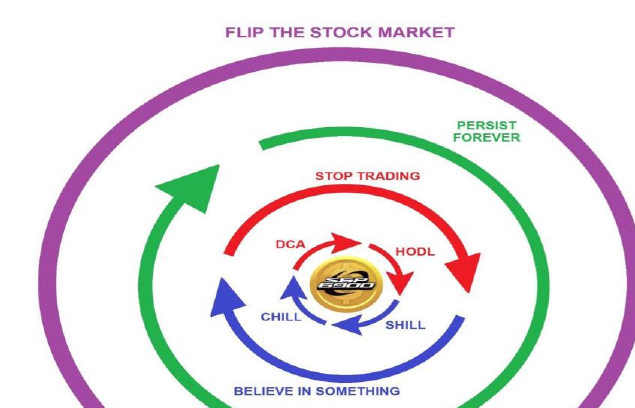 FLIP THE STOCK MARKET
PERSIST
FOREVER
STOP TRADING
DCA
HODL
SPX
6900
CHILL
SHILL
BELIEVE IN SOMETHING